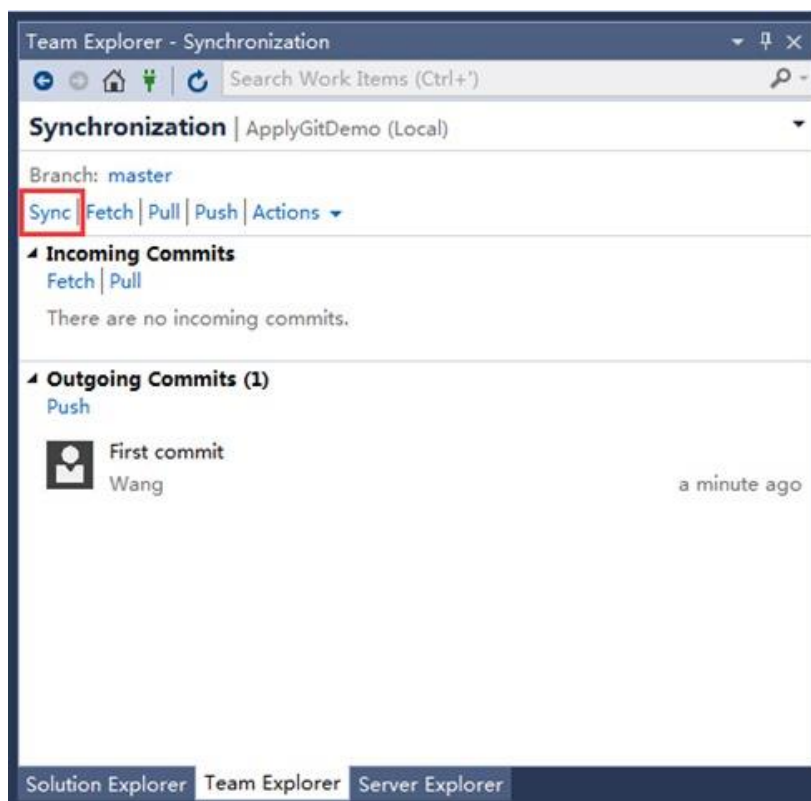 Team Explorer - Synchronization
Search Work Items (Ctrl+')
Synchronization | ApplyGitDemo (Local)
Branch: master
Sync | Fetch | Pull | Push | Actions
Incoming Commits
Fetch | Pull
There are no incoming commits.
Outgoing Commits (1)
Push
First commit
Wang a minute ago
Solution Explorer Team Explorer Server Explorer